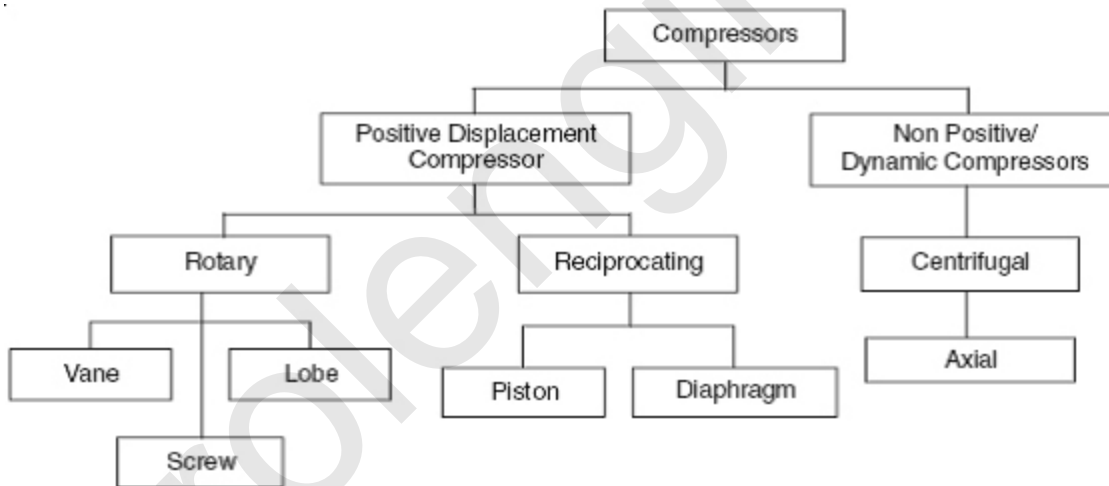 Compressors
Positive Displacement
Compressor
Non Positive/
Dynamic Compressors
Rotary
Reciprocating
Centrifugal
Vane
Lobe
Piston
Diaphragm
Axial
Screw